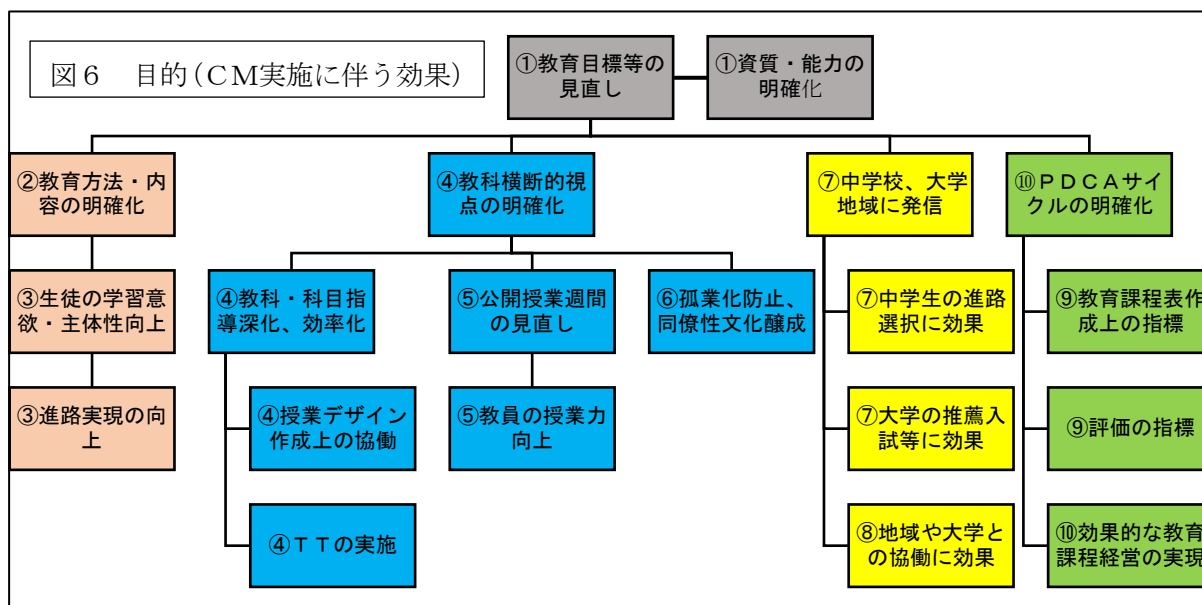 図6 目的(CM実施に伴う効果)
①教育目標等の
見直し
①資質・能力の
明確化
②教育方法・内
容の明確化
④教科横断的視
点の明確化
⑦中学校、大学
地域に発信
⑩PDCAサイ
クルの明確化
③生徒の学習意
欲・主体性向上
④教科・科目指
導深化、効率化
⑤公開授業週間
の見直し
⑥孤業化防止、
同僚性文化醸成
⑦中学生の進路
選択に効果
⑨教育課程表作
成上の指標
③進路実現の向
上
④授業デザイン
作成上の協働
⑤教員の授業力
向上
⑦大学の推薦入
試等に効果
⑨評価の指標
④TTの実施
⑧地域や大学と
の協働に効果
⑩効果的な教育
課程経営の実現